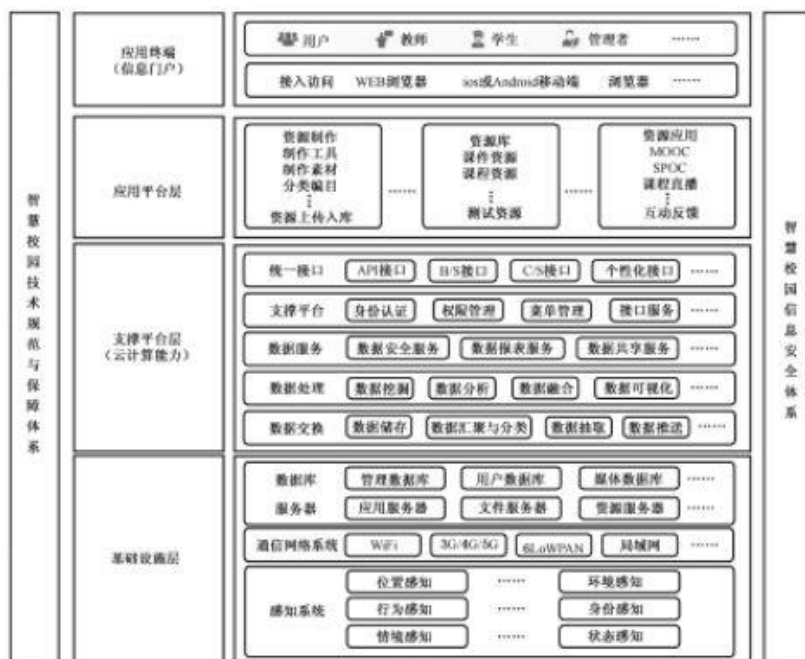 智慧校园技术规范与保障体系
应用终端
(信息门户)
用户 教师 学生 管理者 ……
接入访问 WEB浏览器 ios或Android移动端 浏览器 ……
应用平台层
资源制作
制作工具
制作素材
分类编目
⋮
资源上传入库
……
资源库
课件资源
课程资源
⋮
测试资源
……
资源应用
MOOC
SPOC
课程直播
⋮
互动反馈
支撑平台层
(云计算能力)
统一接口 API接口 B/S接口 C/S接口 个性化接口 ……
支撑平台 身份认证 权限管理 菜单管理 接口服务 ……
数据服务 数据安全服务 数据报表服务 数据共享服务 ……
数据处理 数据挖掘 数据分析 数据融合 数据可视化 ……
数据交换 数据储存 数据汇聚与分类 数据抽取 数据推送 ……
基础设施层
数据库 管理数据库 用户数据库 媒体数据库 ……
服务器 应用服务器 文件服务器 资源服务器 ……
通信网络系统 WiFi 3G/4G/5G 6LoWPAN 局域网 ……
感知系统
位置感知 …… 环境感知
行为感知 …… 身份感知
情境感知 …… 状态感知
智慧校园信息安全体系